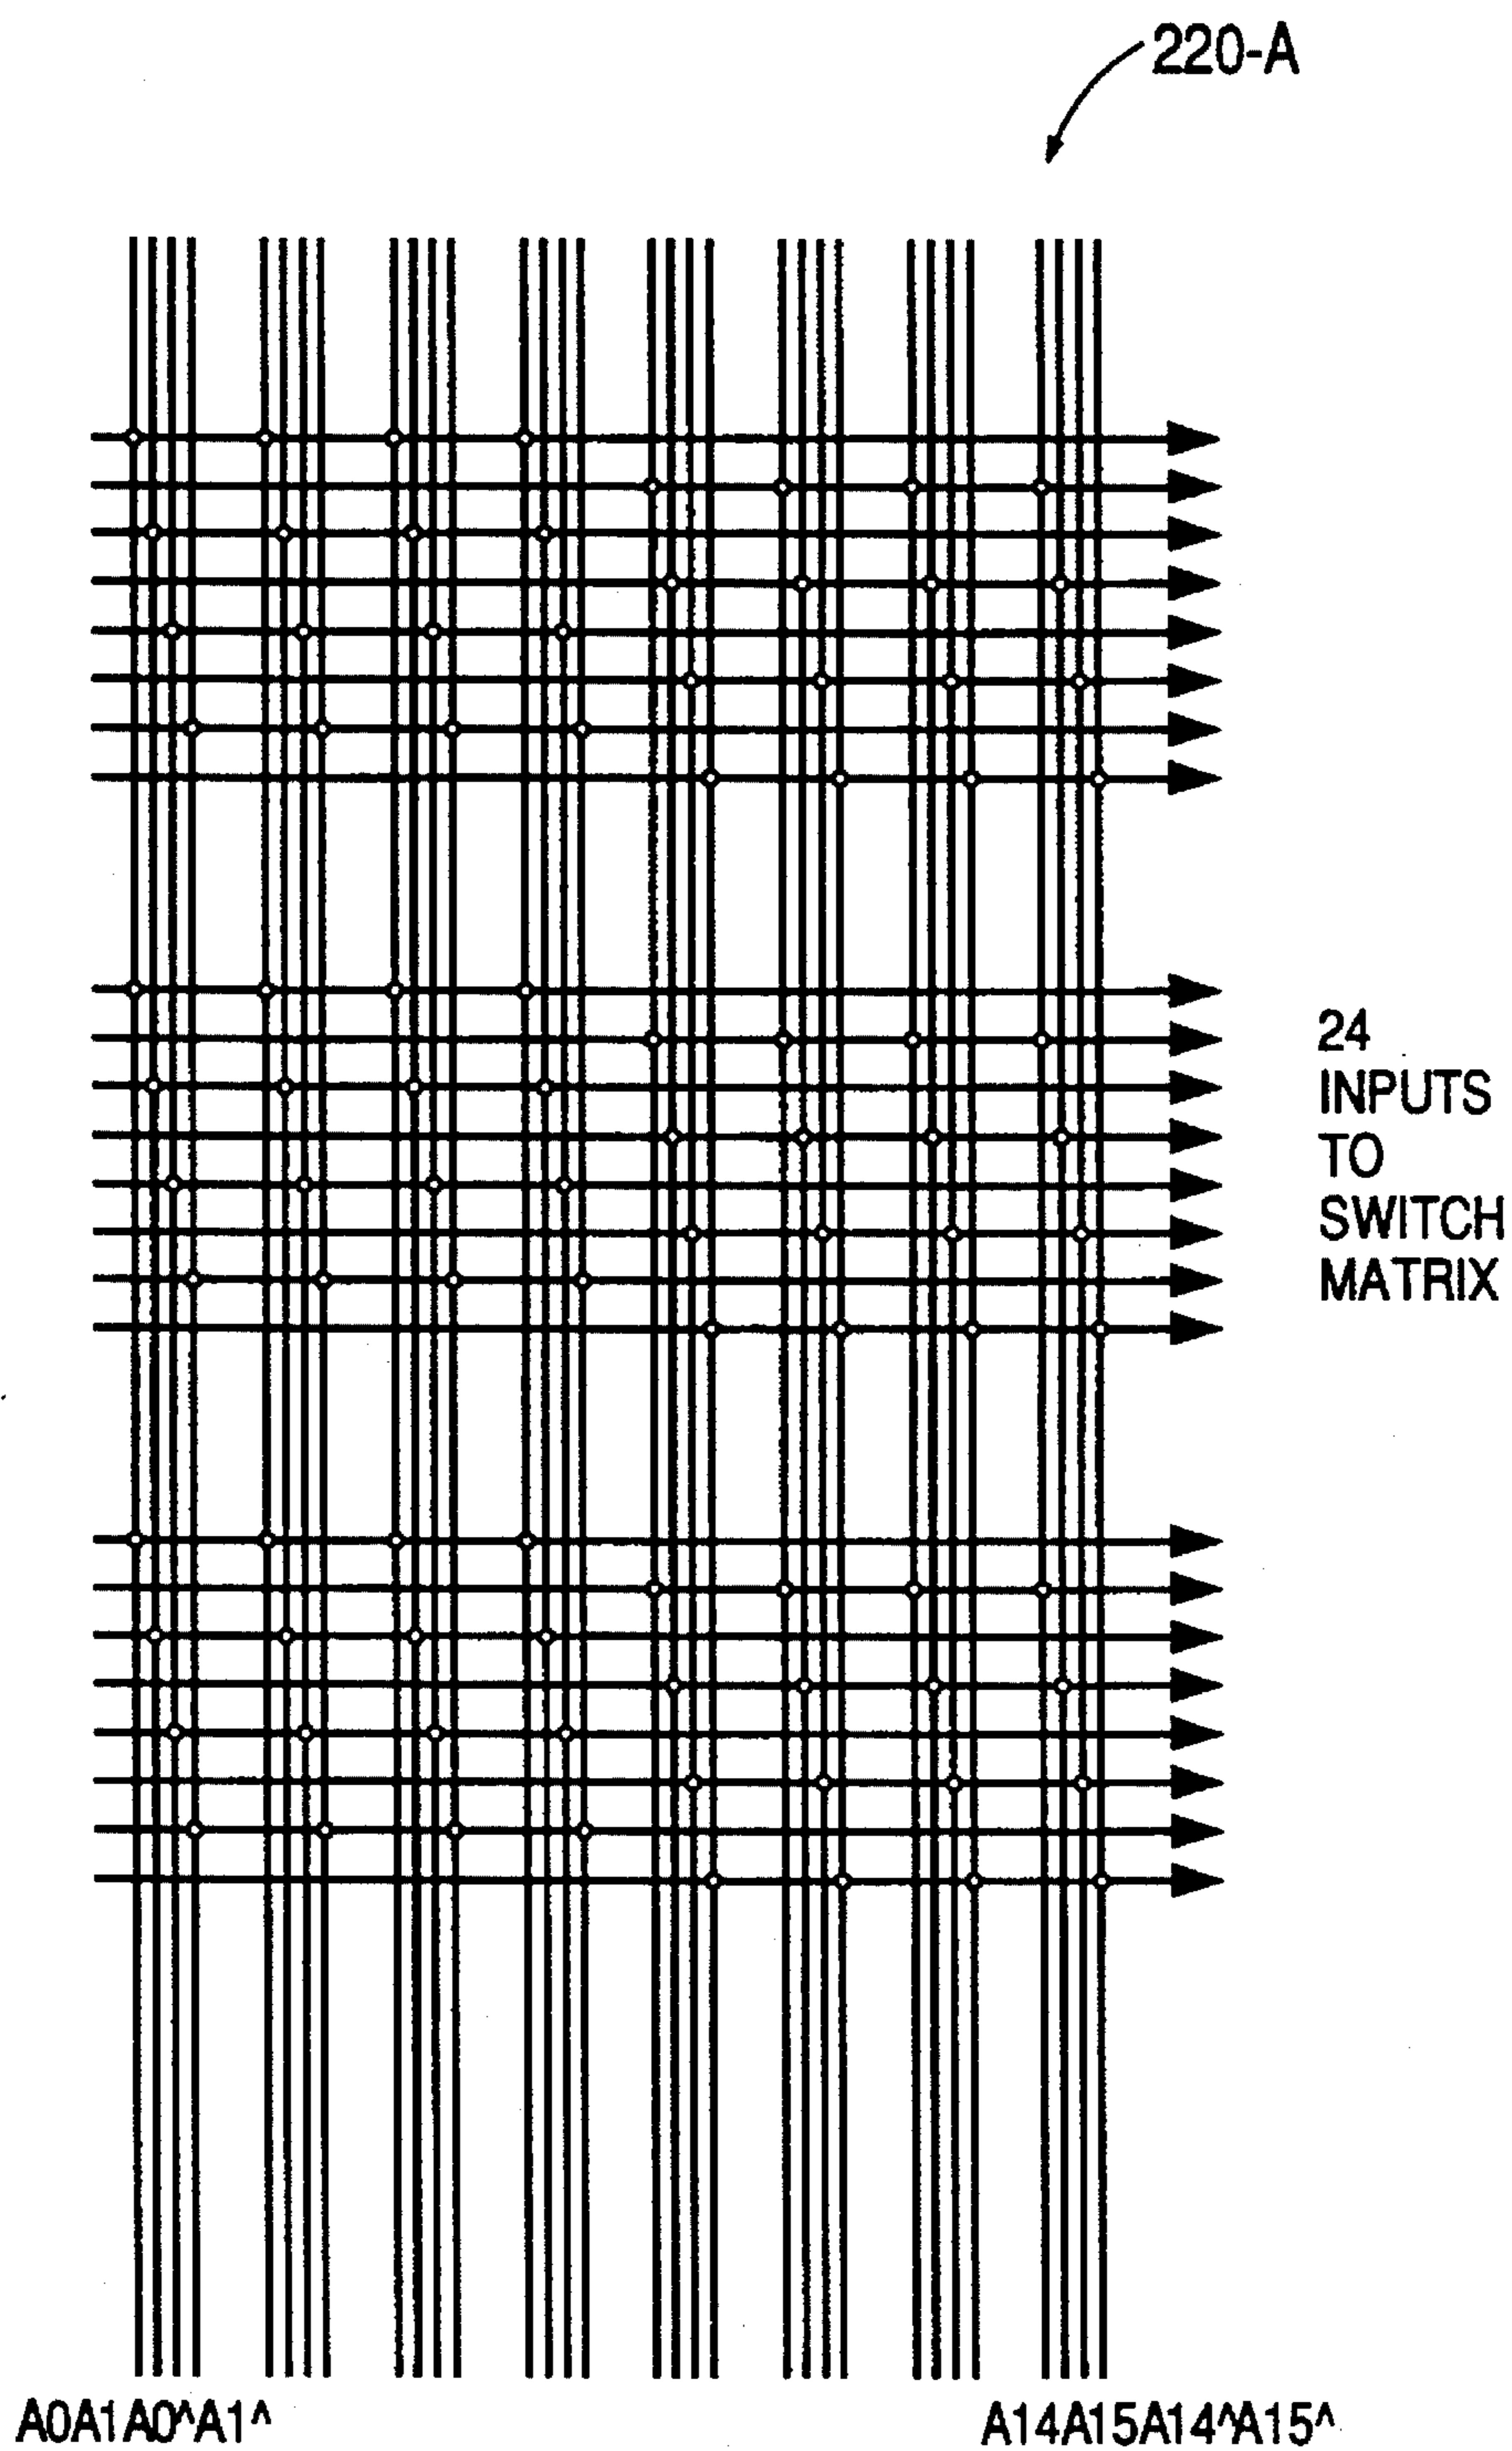 220-A
24
INPUTS
TO
SWITCH
MATRIX
A0A1A0^A1^
A14A15A14^A15^